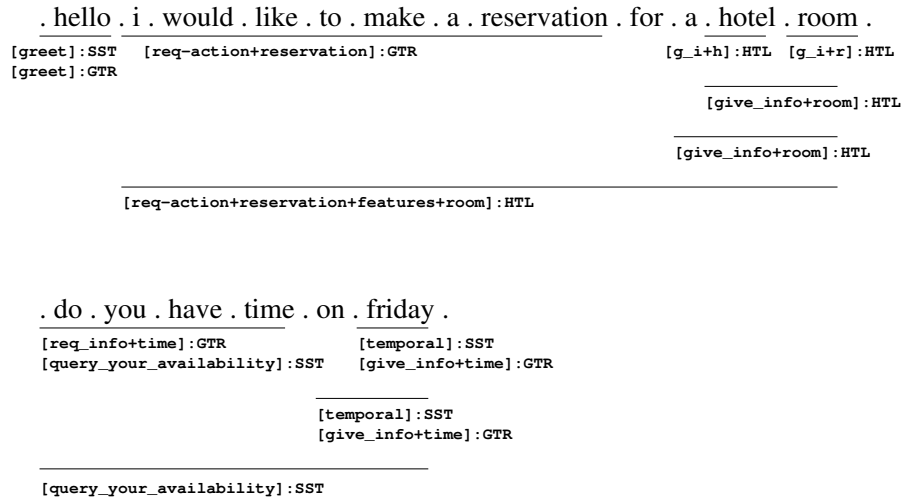 . hello . i . would . like . to . make . a . reservation . for . a . hotel . room .
[greet]:SST [req-action+reservation]:GTR [g_i+h]:HTL [g_i+r]:HTL
[greet]:GTR
[give_info+room]:HTL
[give_info+room]:HTL
[req-action+reservation+features+room]:HTL
. do . you . have . time . on . friday .
[req_info+time]:GTR [temporal]:SST
[query_your_availability]:SST [give_info+time]:GTR
[temporal]:SST
[give_info+time]:GTR
[query_your_availability]:SST